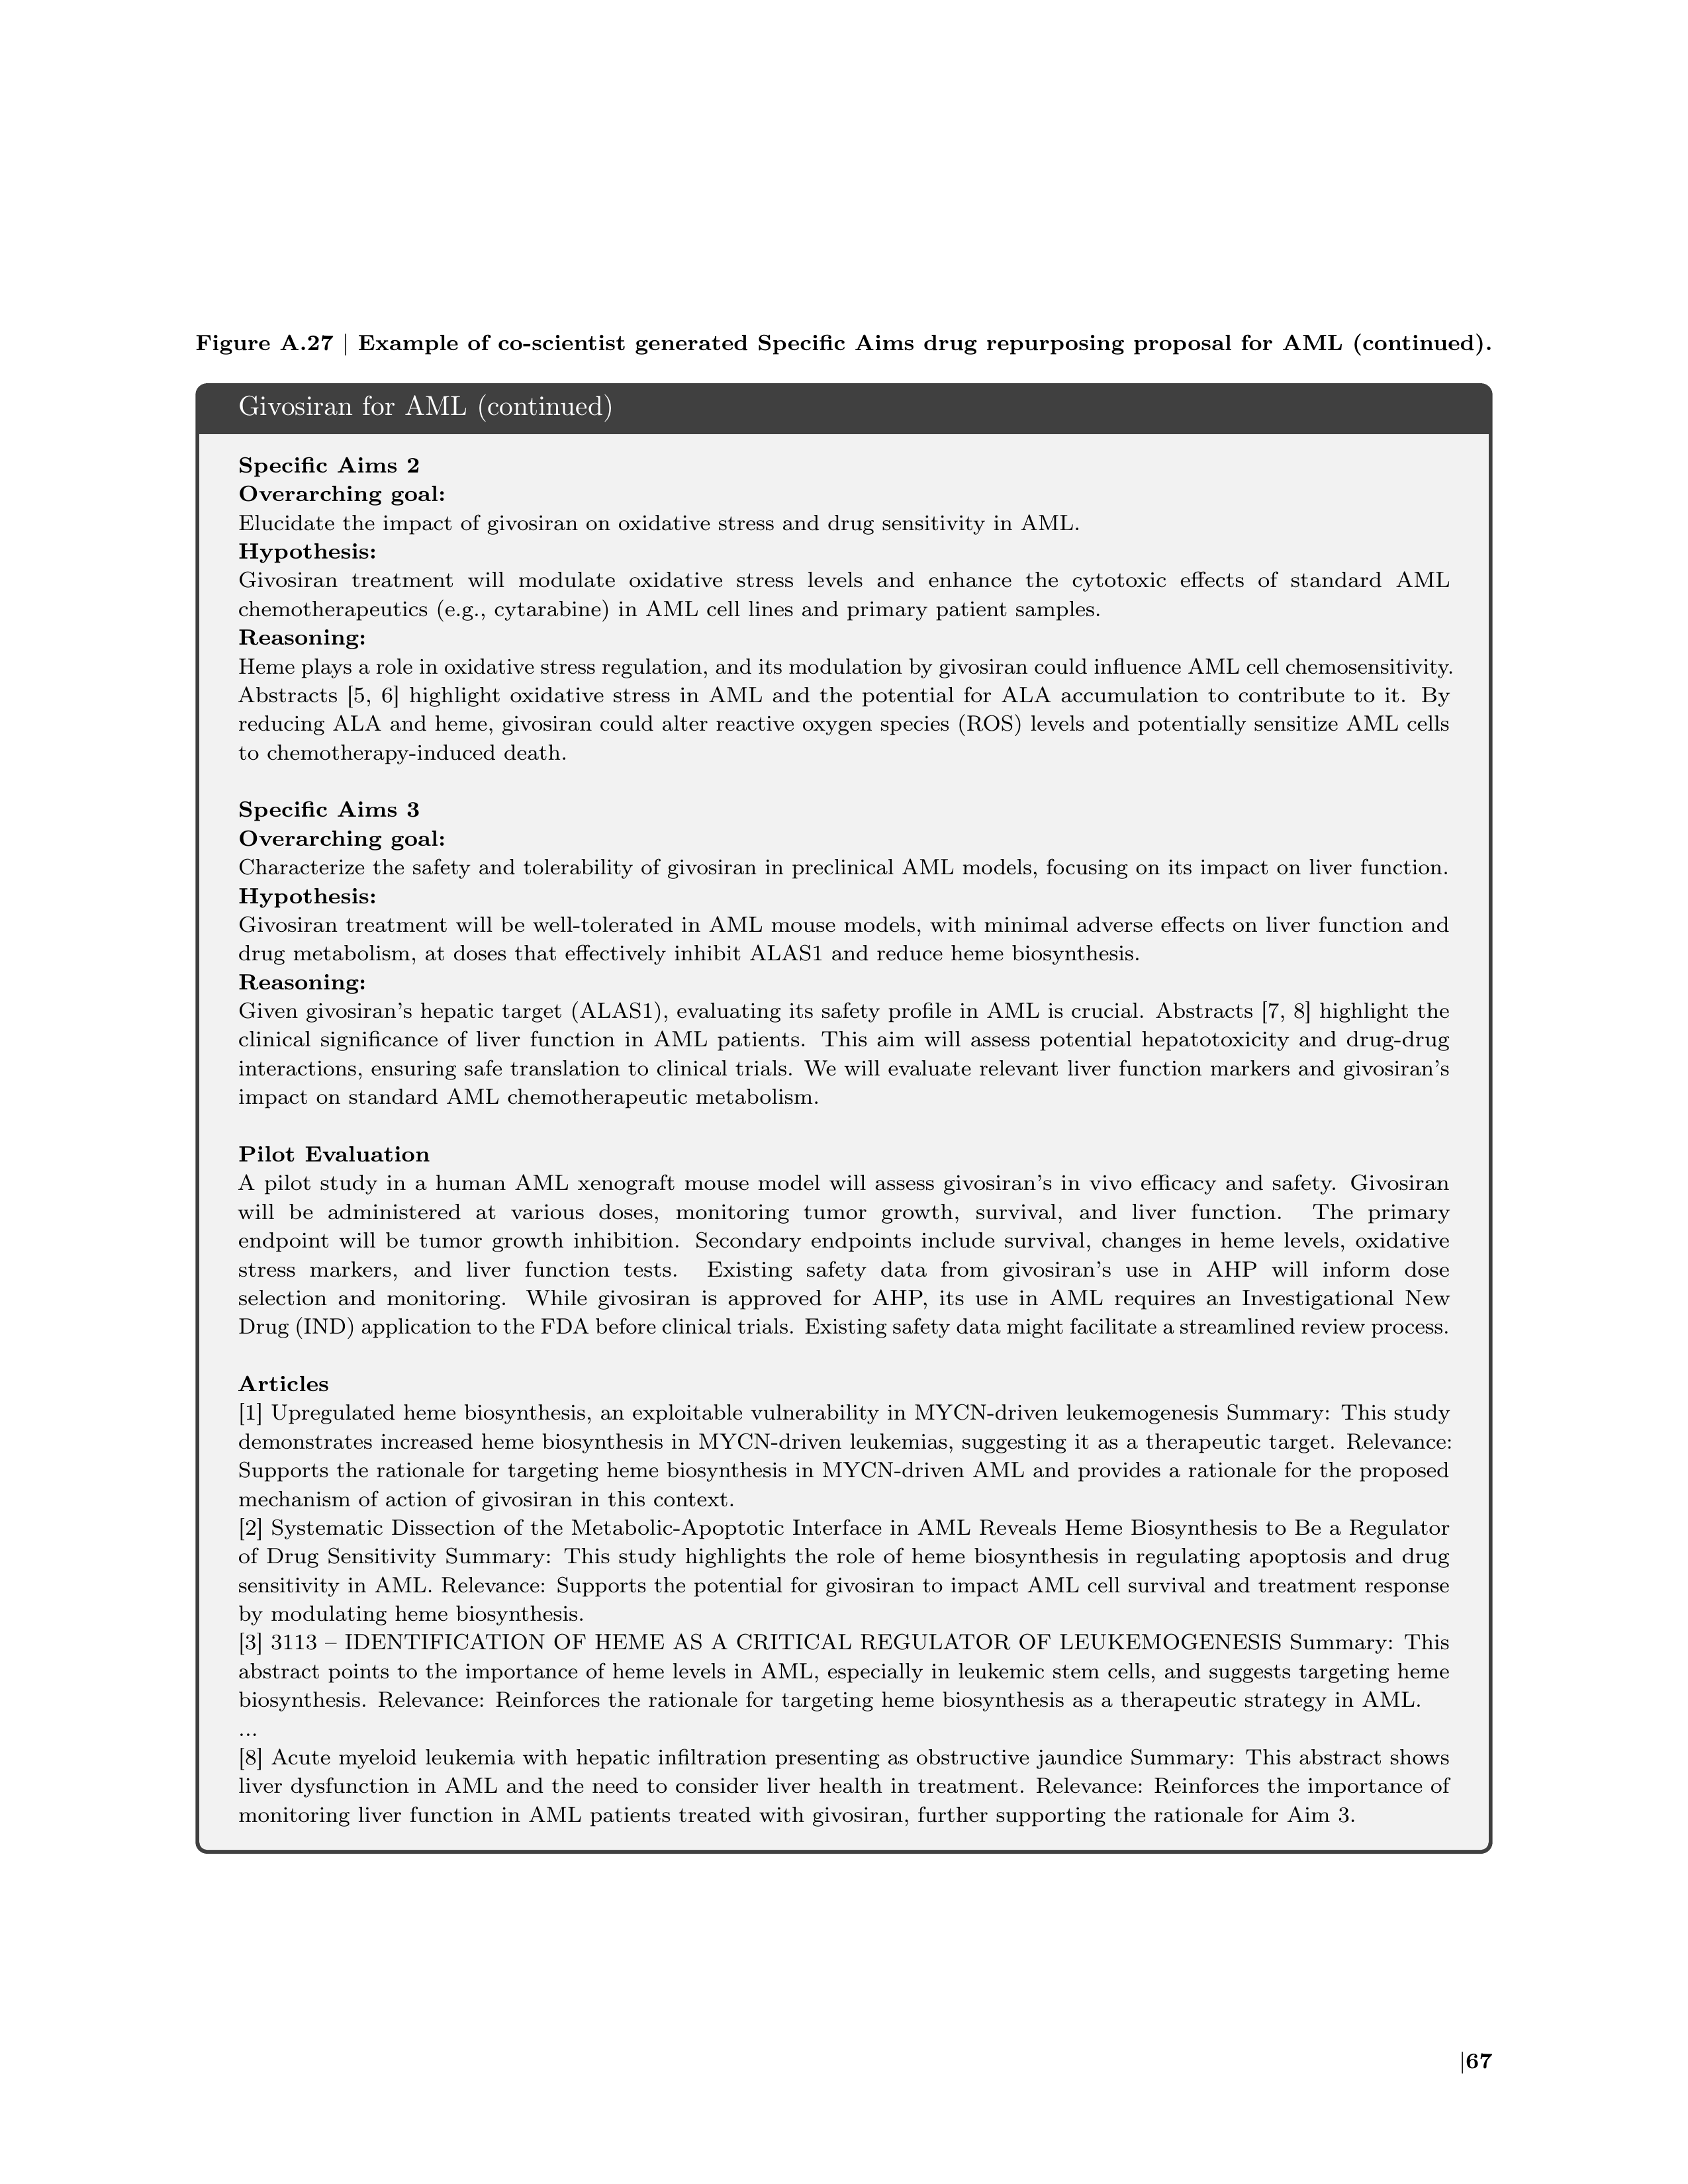 Figure A.27 | Example of co-scientist generated Specific Aims drug repurposing proposal for AML (continued).
Givosiran for AML (continued)
Specific Aims 2
Overarching goal:
Elucidate the impact of givosiran on oxidative stress and drug sensitivity in AML.
Hypothesis:
Givosiran treatment will modulate oxidative stress levels and enhance the cytotoxic effects of standard AML
chemotherapeutics (e.g., cytarabine) in AML cell lines and primary patient samples.
Reasoning:
Heme plays a role in oxidative stress regulation, and its modulation by givosiran could influence AML cell chemosensitivity.
Abstracts [5, 6] highlight oxidative stress in AML and the potential for ALA accumulation to contribute to it. By
reducing ALA and heme, givosiran could alter reactive oxygen species (ROS) levels and potentially sensitize AML cells
to chemotherapy-induced death.
Specific Aims 3
Overarching goal:
Characterize the safety and tolerability of givosiran in preclinical AML models, focusing on its impact on liver function.
Hypothesis:
Givosiran treatment will be well-tolerated in AML mouse models, with minimal adverse effects on liver function and
drug metabolism, at doses that effectively inhibit ALAS1 and reduce heme biosynthesis.
Reasoning:
Given givosiran's hepatic target (ALAS1), evaluating its safety profile in AML is crucial. Abstracts [7, 8] highlight the
clinical significance of liver function in AML patients. This aim will assess potential hepatotoxicity and drug-drug
interactions, ensuring safe translation to clinical trials. We will evaluate relevant liver function markers and givosiran's
impact on standard AML chemotherapeutic metabolism.
Pilot Evaluation
A pilot study in a human AML xenograft mouse model will assess givosiran's in vivo efficacy and safety. Givosiran
will be administered at various doses, monitoring tumor growth, survival, and liver function. The primary
endpoint will be tumor growth inhibition. Secondary endpoints include survival, changes in heme levels, oxidative
stress markers, and liver function tests. Existing safety data from givosiran's use in AHP will inform dose
selection and monitoring. While givosiran is approved for AHP, its use in AML requires an Investigational New
Drug (IND) application to the FDA before clinical trials. Existing safety data might facilitate a streamlined review process.
Articles
[1] Upregulated heme biosynthesis, an exploitable vulnerability in MYCN-driven leukemogenesis Summary: This study
demonstrates increased heme biosynthesis in MYCN-driven leukemias, suggesting it as a therapeutic target. Relevance:
Supports the rationale for targeting heme biosynthesis in MYCN-driven AML and provides a rationale for the proposed
mechanism of action of givosiran in this context.
[2] Systematic Dissection of the Metabolic-Apoptotic Interface in AML Reveals Heme Biosynthesis to Be a Regulator
of Drug Sensitivity Summary: This study highlights the role of heme biosynthesis in regulating apoptosis and drug
sensitivity in AML. Relevance: Supports the potential for givosiran to impact AML cell survival and treatment response
by modulating heme biosynthesis.
[3] 3113 – IDENTIFICATION OF HEME AS A CRITICAL REGULATOR OF LEUKEMOGENESIS Summary: This
abstract points to the importance of heme levels in AML, especially in leukemic stem cells, and suggests targeting heme
biosynthesis. Relevance: Reinforces the rationale for targeting heme biosynthesis as a therapeutic strategy in AML.
...
[8] Acute myeloid leukemia with hepatic infiltration presenting as obstructive jaundice Summary: This abstract shows
liver dysfunction in AML and the need to consider liver health in treatment. Relevance: Reinforces the importance of
monitoring liver function in AML patients treated with givosiran, further supporting the rationale for Aim 3.
|67